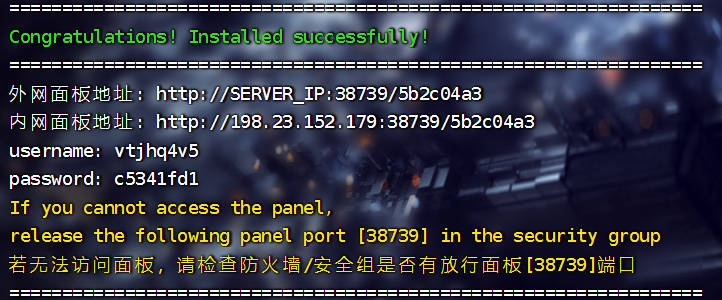 ==================================================================
Congratulations! Installed successfully!
==================================================================
外网面板地址: http://SERVER_IP:38739/5b2c04a3
内网面板地址: http://198.23.152.179:38739/5b2c04a3
username: vtjhq4v5
password: c5341fd1
If you cannot access the panel,
release the following panel port [38739] in the security group
若无法访问面板，请检查防火墙/安全组是否有放行面板[38739]端口
==================================================================